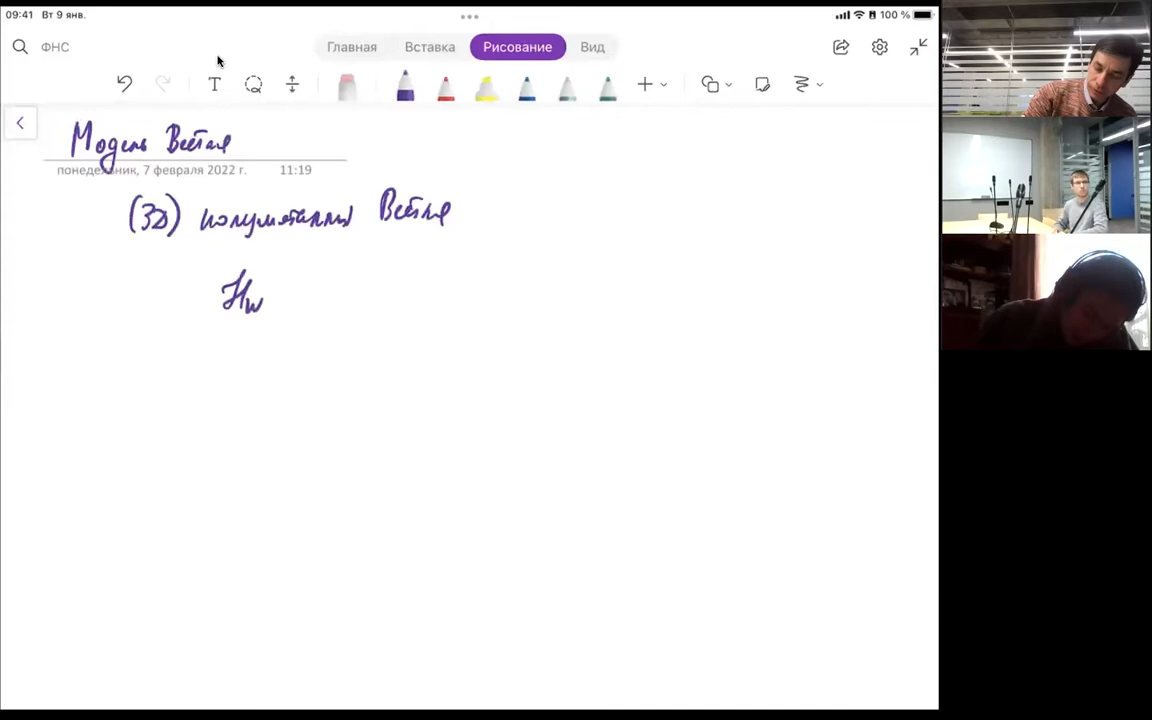 09:41 Вт 9 янв.
100 %
ФНС
Главная Вставка Рисование Вид
Модель Вейля
понедельник, 7 февраля 2022 г. 11:19
(3D) полуметаллы Вейля
H_W